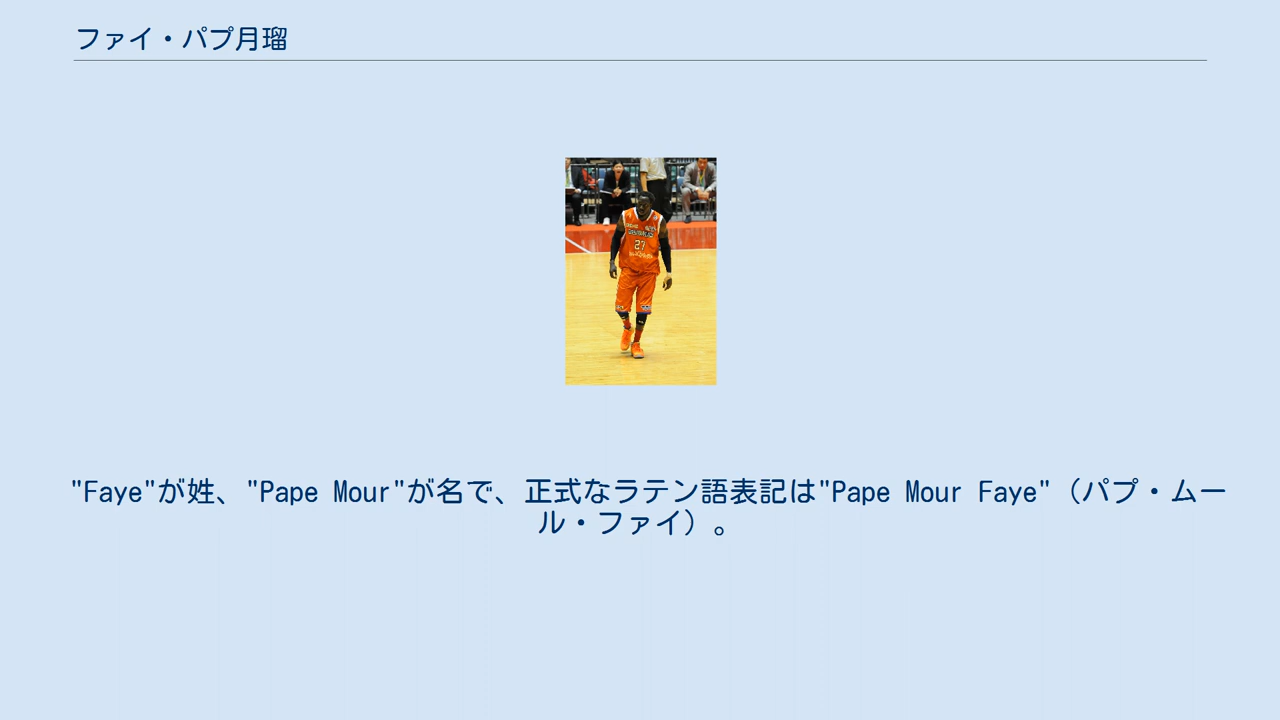 ファイ・パプ月瑠
27
"Faye"が姓、"Pape Mour"が名で、正式なラテン語表記は"Pape Mour Faye"（パプ・ムー
ル・ファイ）。